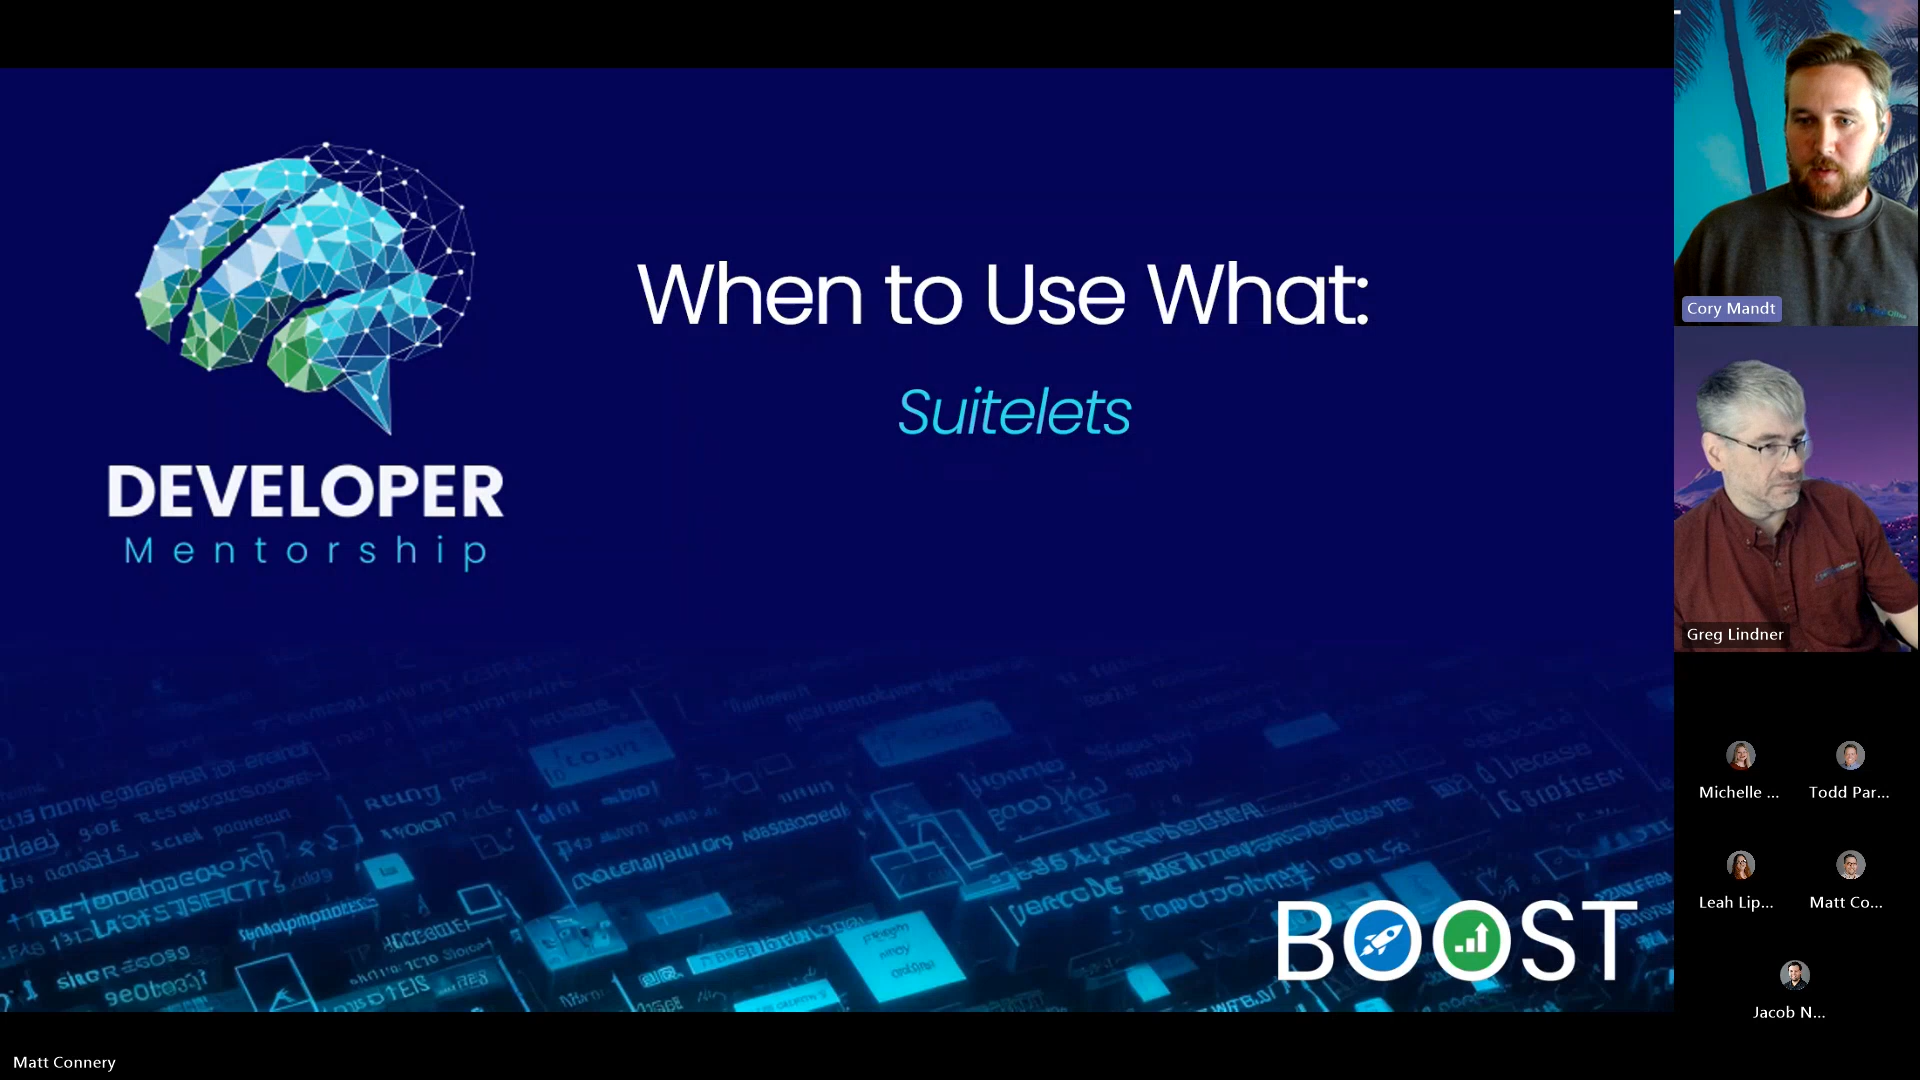 When to Use What:
Suitelets
DEVELOPER
Mentorship
BOOST
Cory Mandt
Greg Lindner
Michelle ...
Todd Par...
Leah Lip...
Matt Co...
Jacob N...
Matt Connery